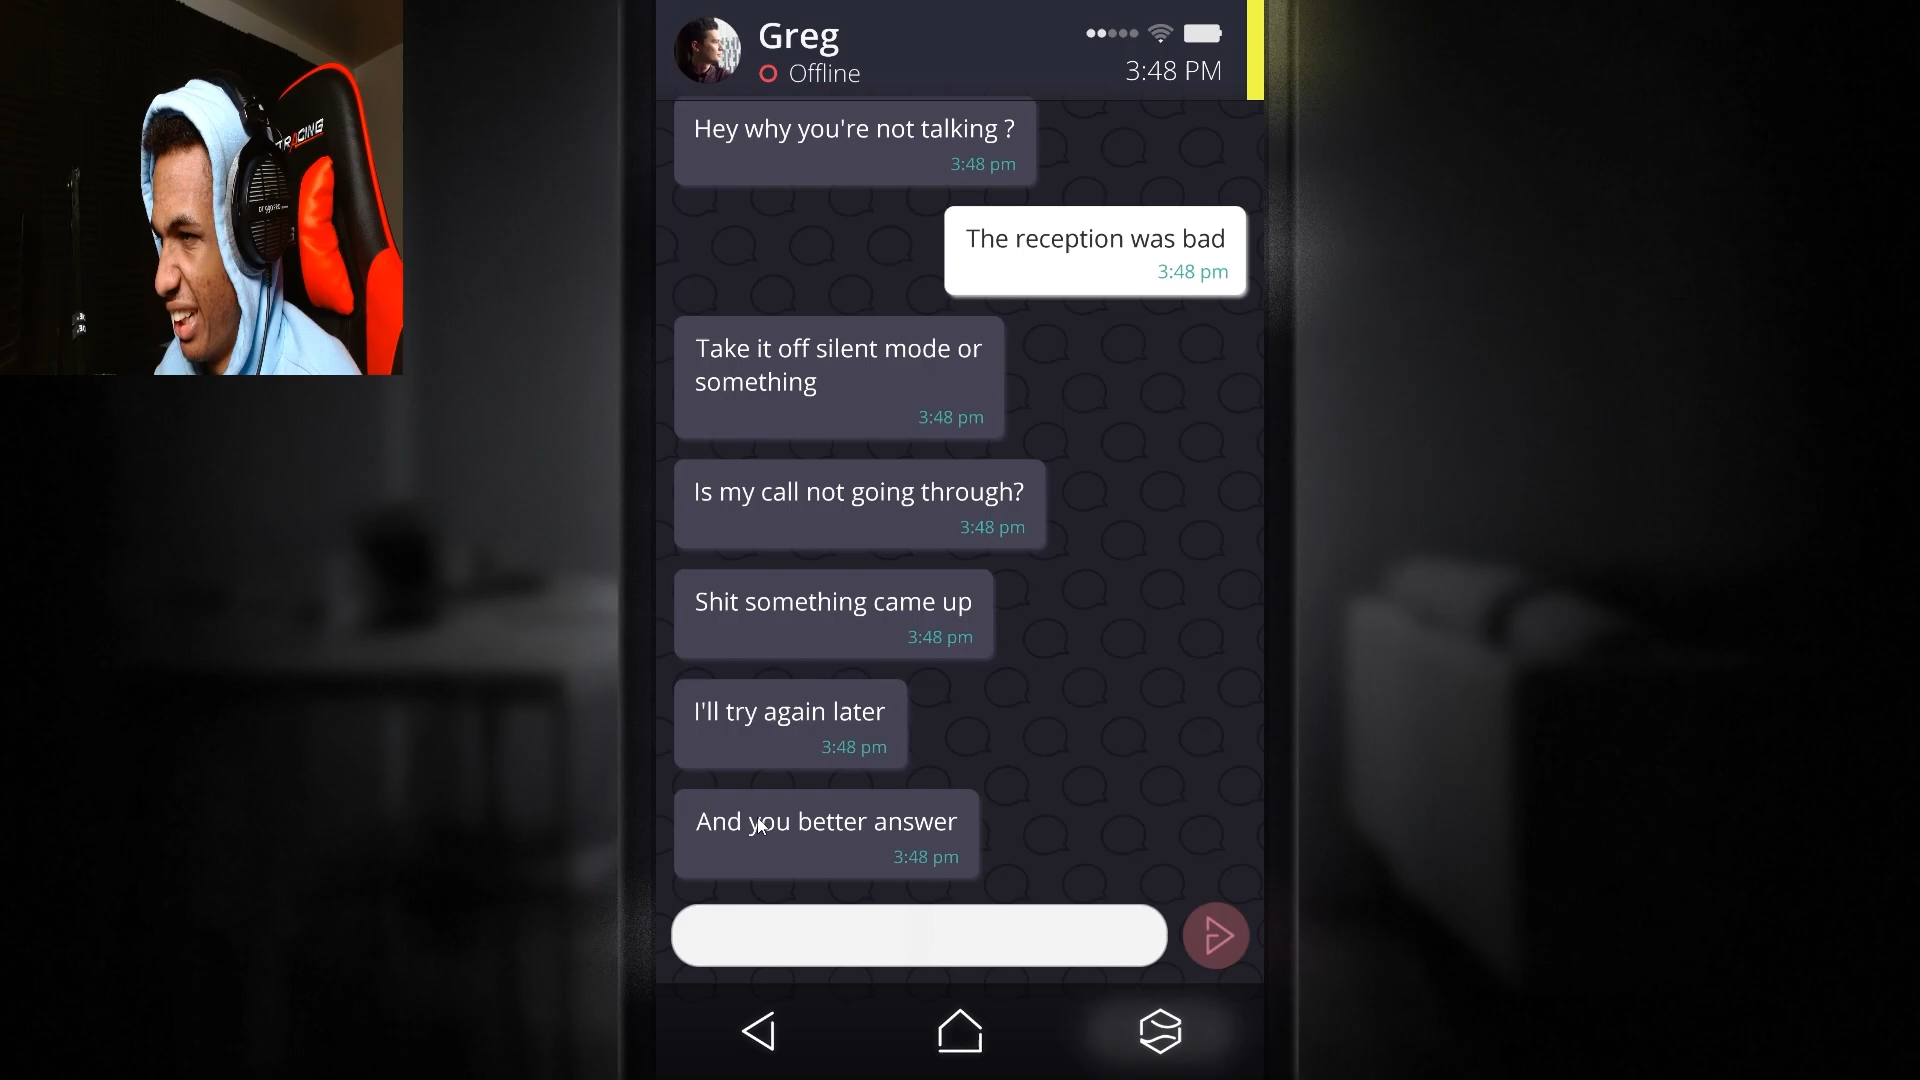 Greg
Offline
3:48 PM
Hey why you're not talking ?
3:48 pm
The reception was bad
3:48 pm
Take it off silent mode or
something
3:48 pm
Is my call not going through?
3:48 pm
Shit something came up
3:48 pm
I'll try again later
3:48 pm
And you better answer
3:48 pm